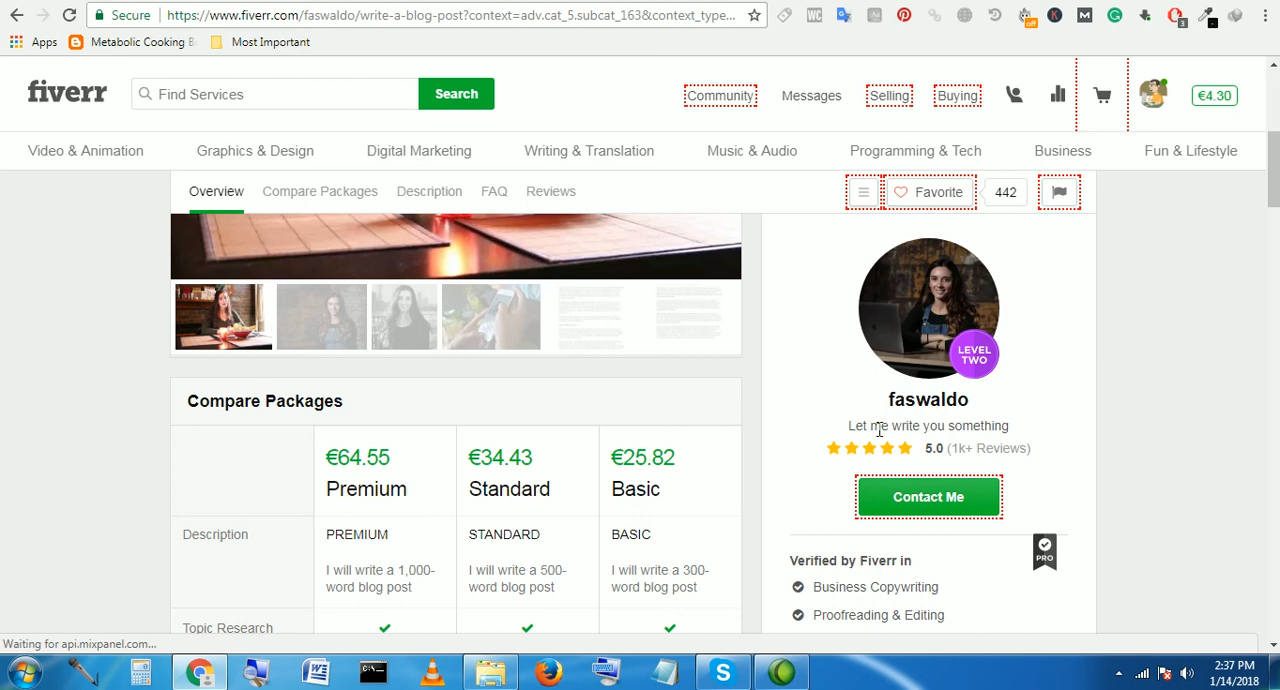 Secure https://www.fiverr.com/faswaldo/write-a-blog-post?context=adv.cat_5.subcat_163&context_type...
Apps Metabolic Cooking Most Important
fiverr Find Services Search Community Messages Selling Buying €4.30
Video & Animation Graphics & Design Digital Marketing Writing & Translation Music & Audio Programming & Tech Business Fun & Lifestyle
Overview Compare Packages Description FAQ Reviews Favorite 442
LEVEL
TWO
faswaldo
Let me write you something
5.0 (1k+ Reviews)
Contact Me
Verified by Fiverr in
PRO
Business Copywriting
Proofreading & Editing
Compare Packages
€64.55 €34.43 €25.82
Premium Standard Basic
Description PREMIUM STANDARD BASIC
I will write a 1,000- I will write a 500- I will write a 300-
word blog post word blog post word blog post
Topic Research
Waiting for api.mixpanel.com...
2:37 PM
1/14/2018